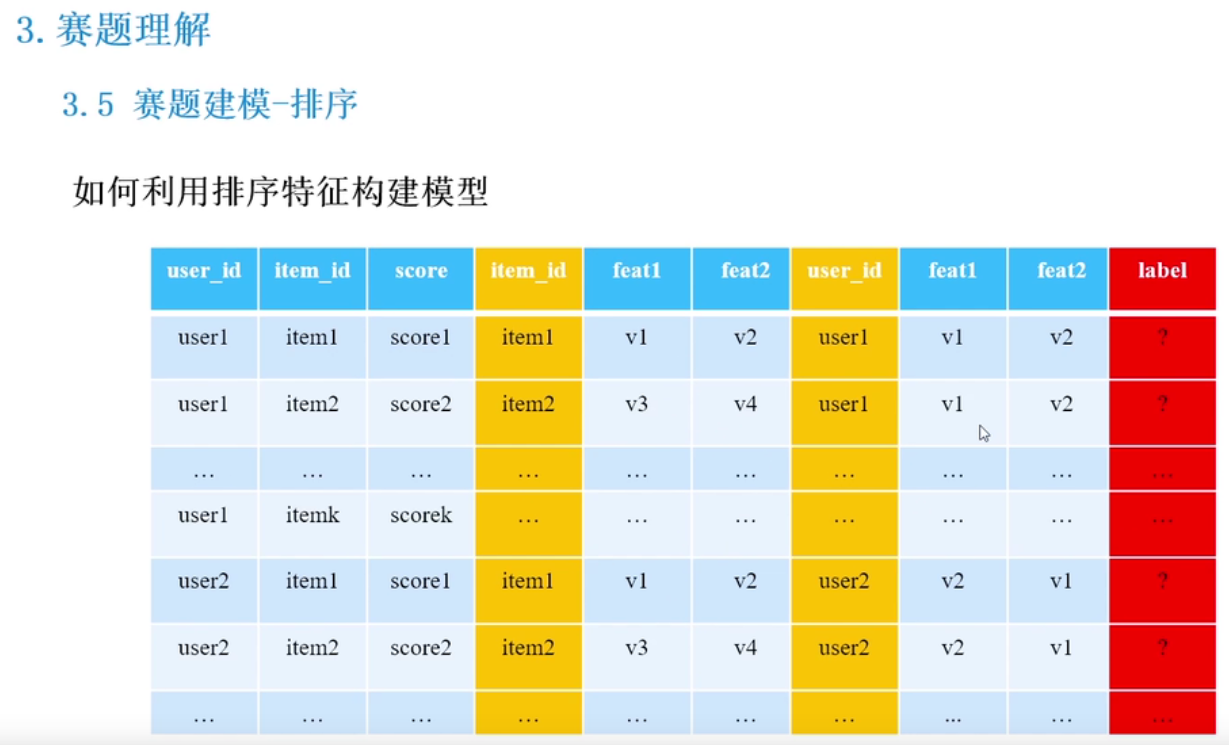 3. 赛题理解
3.5 赛题建模-排序
如何利用排序特征构建模型
user_id item_id score item_id feat1 feat2 user_id feat1 feat2 label
user1 item1 score1 item1 v1 v2 user1 v1 v2 ?
user1 item2 score2 item2 v3 v4 user1 v1 v2 ?
... ... ... ... ... ... ... ... ... ...
user1 itemk scorek ... ... ... ... ... ... ...
user2 item1 score1 item1 v1 v2 user2 v2 v1 ?
user2 item2 score2 item2 v3 v4 user2 v2 v1 ?
... ... ... ... ... ... ... ... ... ...